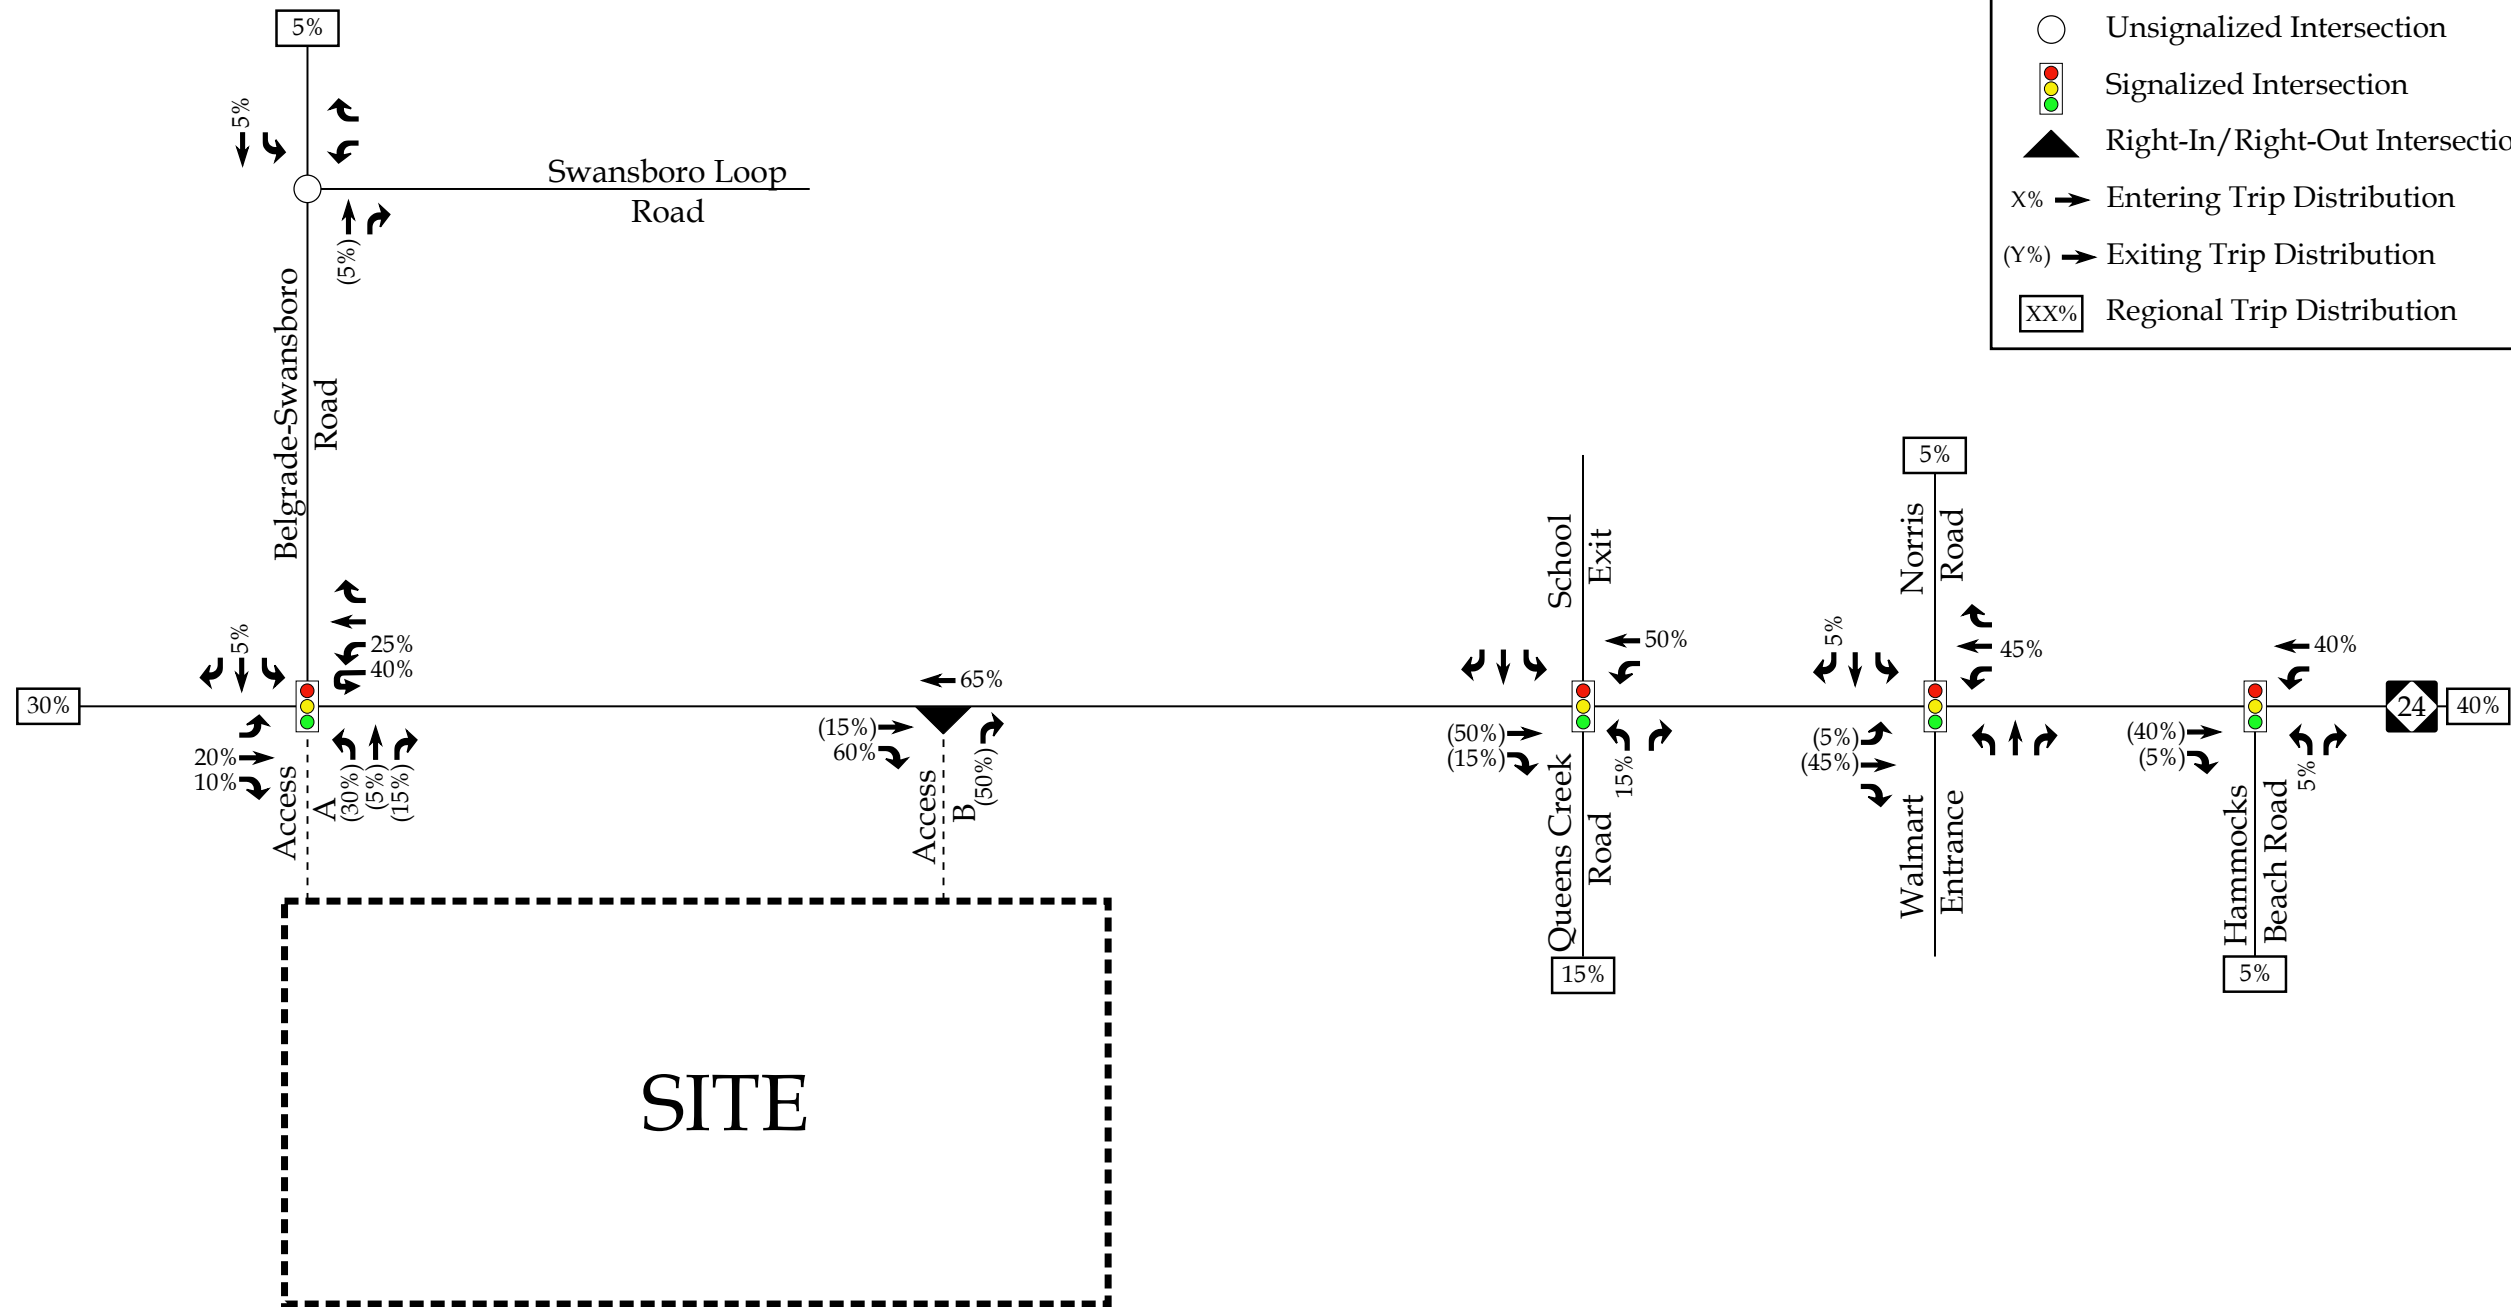 5%
Unsignalized Intersection
Signalized Intersection
Right-In/Right-Out Intersectio
X%
Entering Trip Distribution
(Y%)
Exiting Trip Distribution
XX%
Regional Trip Distribution
5%
Swansboro Loop
Road
(5%)
Belgrade-Swansboro
Road
5%
25%
40%
30%
20%
10%
Access
A
(30%)
(5%)
(15%)
65%
(15%)
60%
Access
B
(50%)
School
Exit
50%
(50%)
(15%)
15%
Queens Creek
Road
15%
5%
Norris
Road
5%
45%
(5%)
(45%)
Walmart
Entrance
40%
24
40%
(40%)
(5%)
5%
Hammocks
Beach Road
5%
SITE